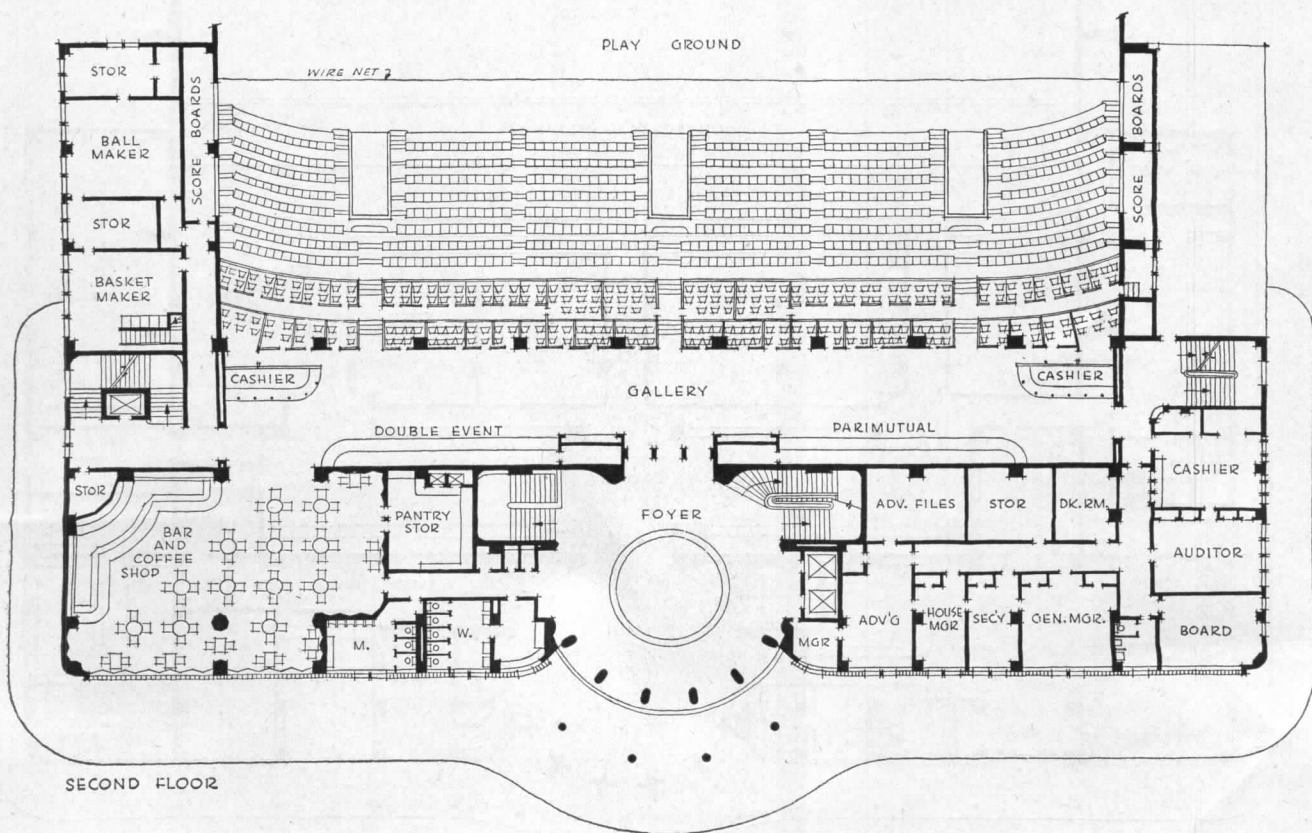 PLAY GROUND
WIRE NET
STOR
SCORE BOARDS
SCORE BOARDS
BALL
MAKER
STOR
BASKET
MAKER
CASHIER
CASHIER
GALLERY
DOUBLE EVENT
PARIMUTUAL
STOR
BAR
AND
COFFEE
SHOP
PANTRY
STOR
FOYER
ADV. FILES
STOR
DK. RM.
CASHIER
AUDITOR
M.
W.
MGR
ADV'G
HOUSE
MGR
SECY.
GEN. MGR.
BOARD
SECOND FLOOR